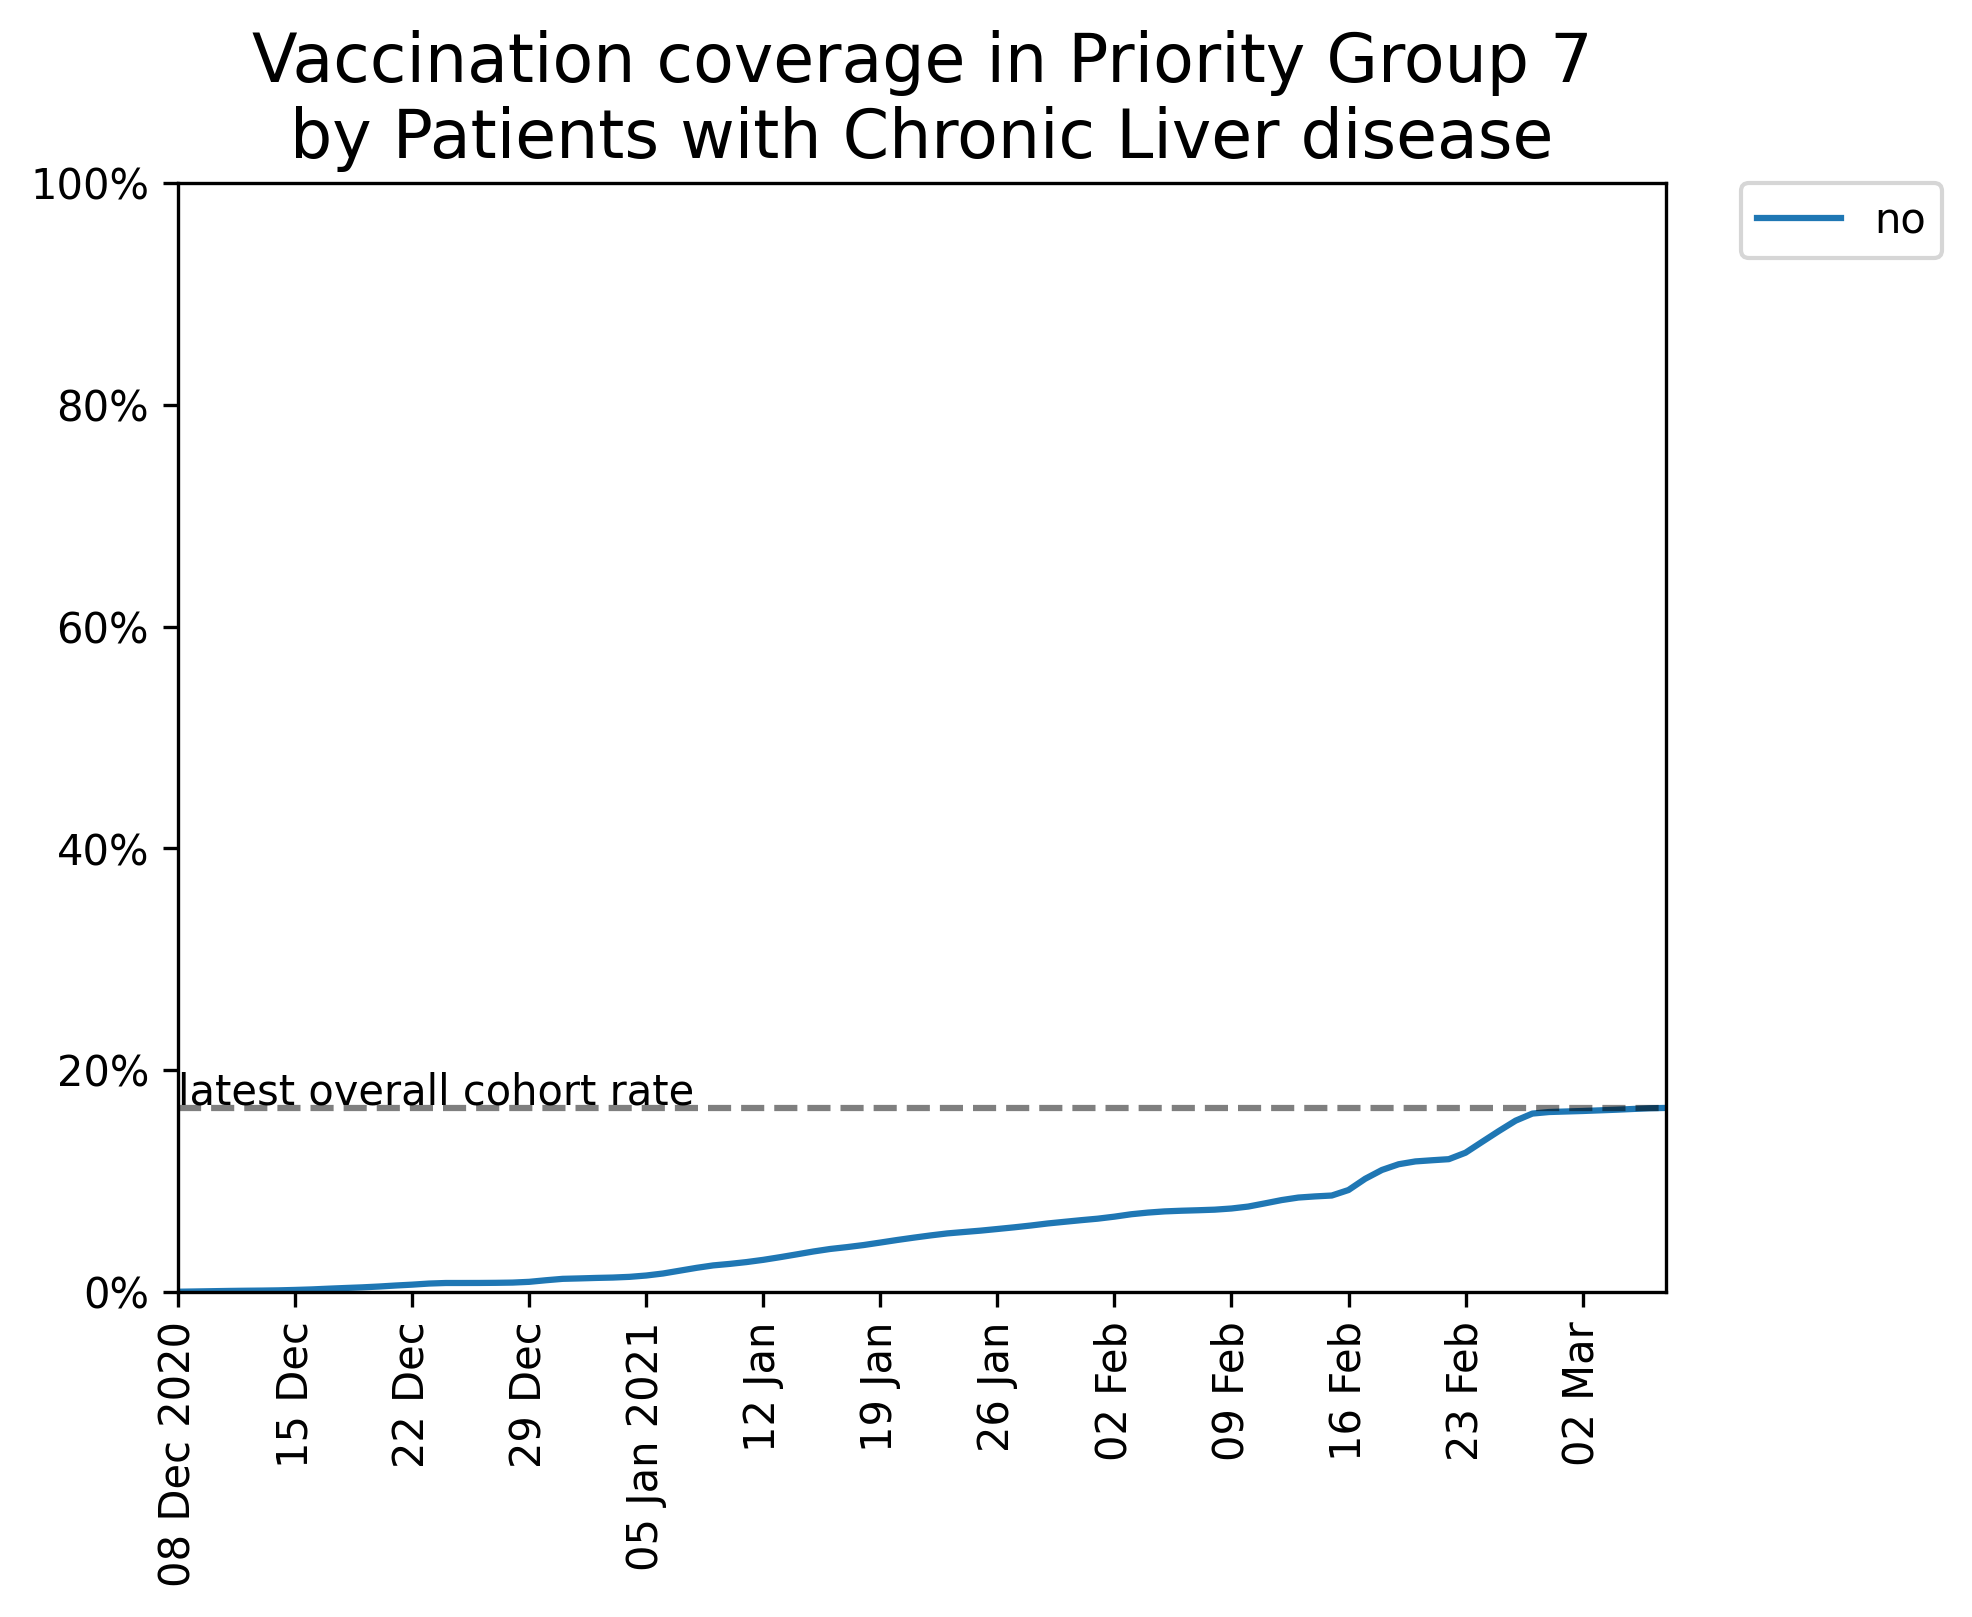 Vaccination coverage in Priority Group 7
by Patients with Chronic Liver disease
100%
80%
60%
40%
20%
0%
no
latest overall cohort rate
08 Dec 2020
15 Dec
22 Dec
29 Dec
05 Jan 2021
12 Jan
19 Jan
26 Jan
02 Feb
09 Feb
16 Feb
23 Feb
02 Mar